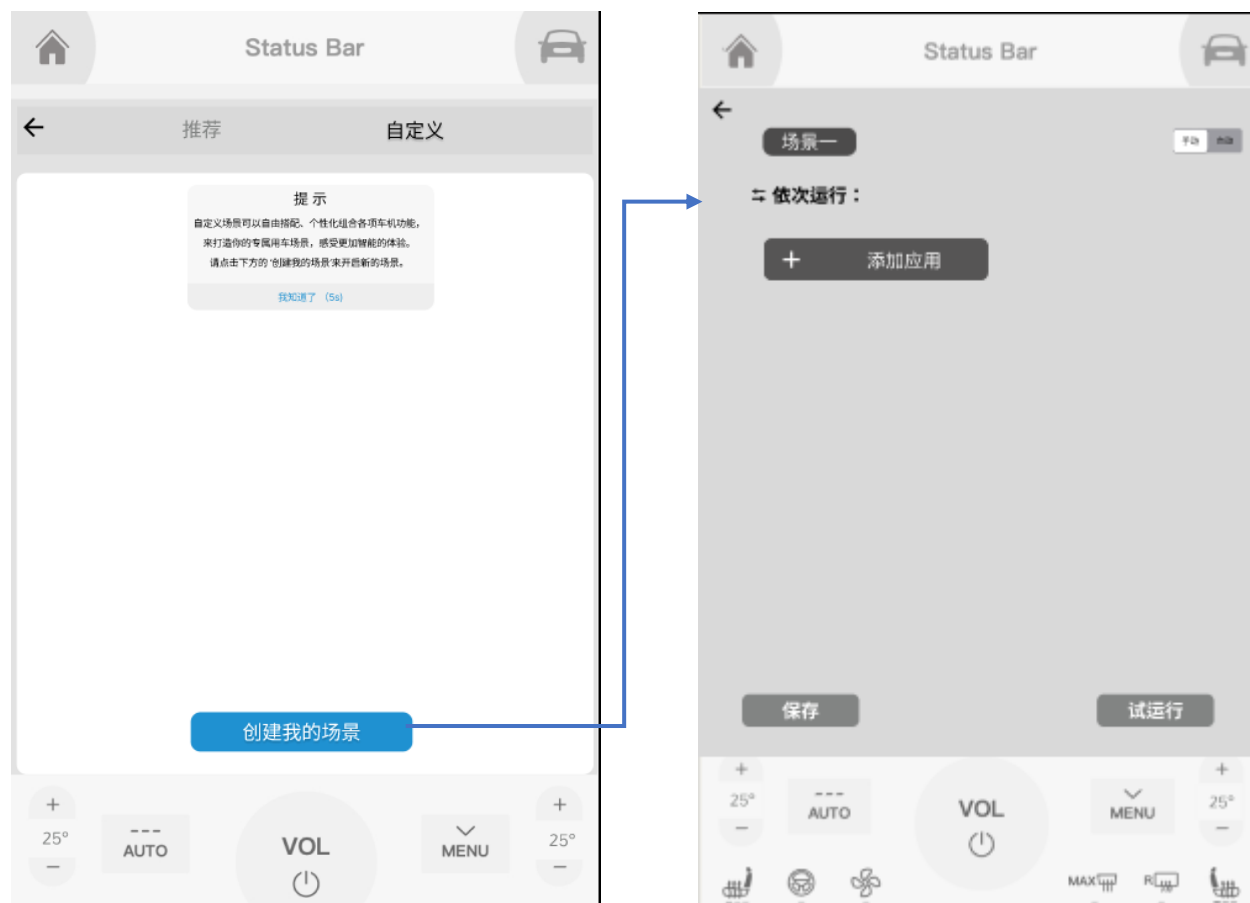 Status Bar
推荐
自定义
提示
自定义场景可以自由搭配、个性化组合各项车机功能，
来打造你的专属用车场景，感受更加智能的体验。
请点击下方的‘创建我的场景’来开启新的场景。
我知道了 （5s)
创建我的场景
+
25°
−
AUTO
VOL
MENU
+
25°
−
Status Bar
场景一
手动
依次运行：
+ 添加应用
保存
试运行
+
25°
−
AUTO
VOL
MENU
+
25°
−
MAX
R